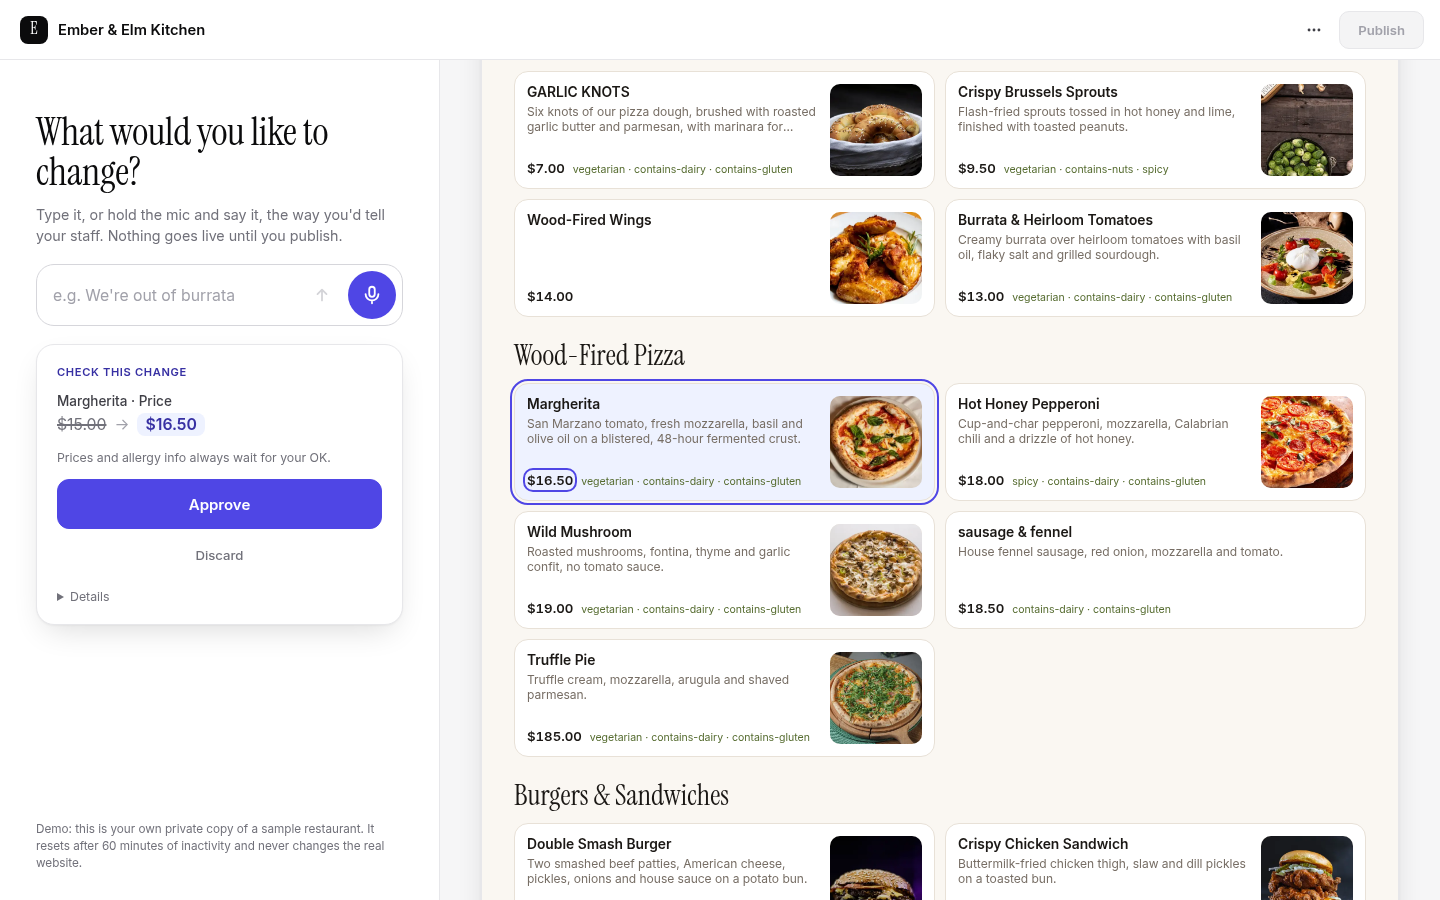 E
Ember & Elm Kitchen
Publish
What would you like to
change?
Type it, or hold the mic and say it, the way you'd tell
your staff. Nothing goes live until you publish.
e.g. We're out of burrata
CHECK THIS CHANGE
Margherita · Price
$15.00 → $16.50
Prices and allergy info always wait for your OK.
Approve
Discard
Details
Demo: this is your own private copy of a sample restaurant. It
resets after 60 minutes of inactivity and never changes the real
website.
GARLIC KNOTS
Six knots of our pizza dough, brushed with roasted
garlic butter and parmesan, with marinara for...
$7.00 vegetarian · contains-dairy · contains-gluten
Crispy Brussels Sprouts
Flash-fried sprouts tossed in hot honey and lime,
finished with toasted peanuts.
$9.50 vegetarian · contains-nuts · spicy
Wood-Fired Wings
$14.00
Burrata & Heirloom Tomatoes
Creamy burrata over heirloom tomatoes with basil
oil, flaky salt and grilled sourdough.
$13.00 vegetarian · contains-dairy · contains-gluten
Wood-Fired Pizza
Margherita
San Marzano tomato, fresh mozzarella, basil and
olive oil on a blistered, 48-hour fermented crust.
$16.50 vegetarian · contains-dairy · contains-gluten
Hot Honey Pepperoni
Cup-and-char pepperoni, mozzarella, Calabrian
chili and a drizzle of hot honey.
$18.00 spicy · contains-dairy · contains-gluten
Wild Mushroom
Roasted mushrooms, fontina, thyme and garlic
confit, no tomato sauce.
$19.00 vegetarian · contains-dairy · contains-gluten
sausage & fennel
House fennel sausage, red onion, mozzarella and tomato.
$18.50 contains-dairy · contains-gluten
Truffle Pie
Truffle cream, mozzarella, arugula and shaved
parmesan.
$185.00 vegetarian · contains-dairy · contains-gluten
Burgers & Sandwiches
Double Smash Burger
Two smashed beef patties, American cheese,
pickles, onions and house sauce on a potato bun.
Crispy Chicken Sandwich
Buttermilk-fried chicken thigh, slaw and dill pickles
on a toasted bun.